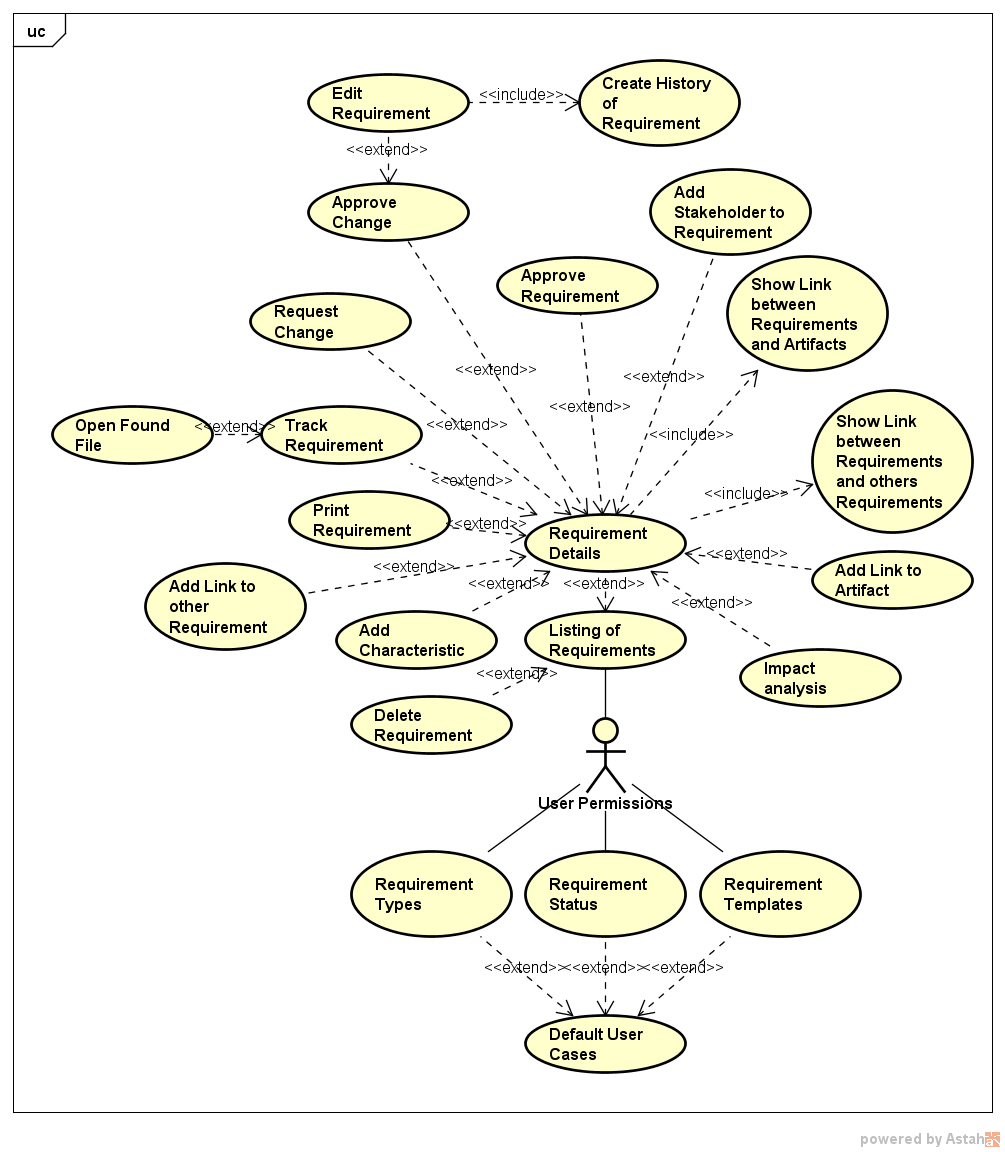 uc
Edit
Requirement
<<include>>
Create History
of
Requirement
<<extend>>
Approve
Change
Add
Stakeholder to
Requirement
Approve
Requirement
Show Link
between
Requirements
and Artifacts
Request
Change
<<extend>>
<<extend>>
<<extend>>
Open Found
File
<<extend>>
Track
Requirement
<<extend>>
<<include>>
Show Link
between
Requirements
and others
Requirements
<<extend>>
<<include>>
Print
Requirement
<<extend>>
Requirement
Details
<<extend>>
Add Link to
Artifact
Add Link to
other
Requirement
<<extend>>
<<extend>>
<<extend>>
<<extend>>
Add
Characteristic
Listing of
Requirements
Impact
analysis
<<extend>>
Delete
Requirement
User Permissions
Requirement
Types
Requirement
Status
Requirement
Templates
<<extend>>
<<extend>>
<<extend>>
Default User
Cases
powered by Astah